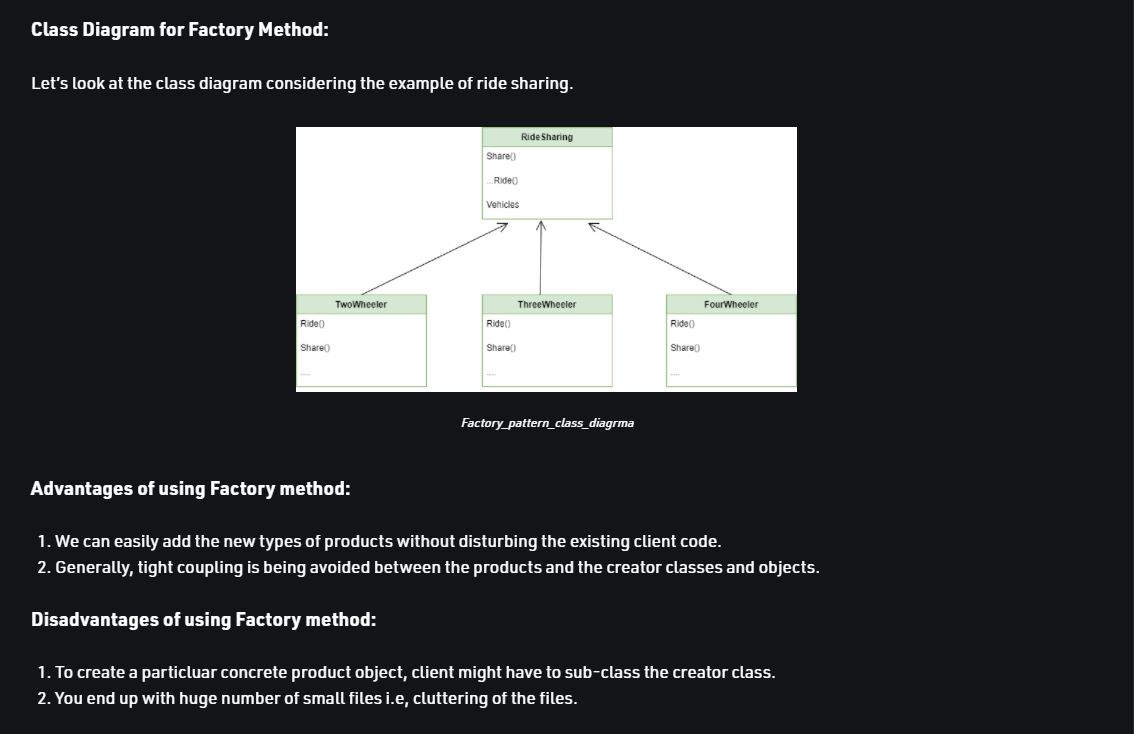 Class Diagram for Factory Method:
Let's look at the class diagram considering the example of ride sharing.
RideSharing
Share()
...Ride()
Vehicles
TwoWheeler
Ride()
Share()
....
ThreeWheeler
Ride()
Share()
....
FourWheeler
Ride()
Share()
....
Factory_pattern_class_diagrma
Advantages of using Factory method:
1. We can easily add the new types of products without disturbing the existing client code.
2. Generally, tight coupling is being avoided between the products and the creator classes and objects.
Disadvantages of using Factory method:
1. To create a particluar concrete product object, client might have to sub-class the creator class.
2. You end up with huge number of small files i.e, cluttering of the files.